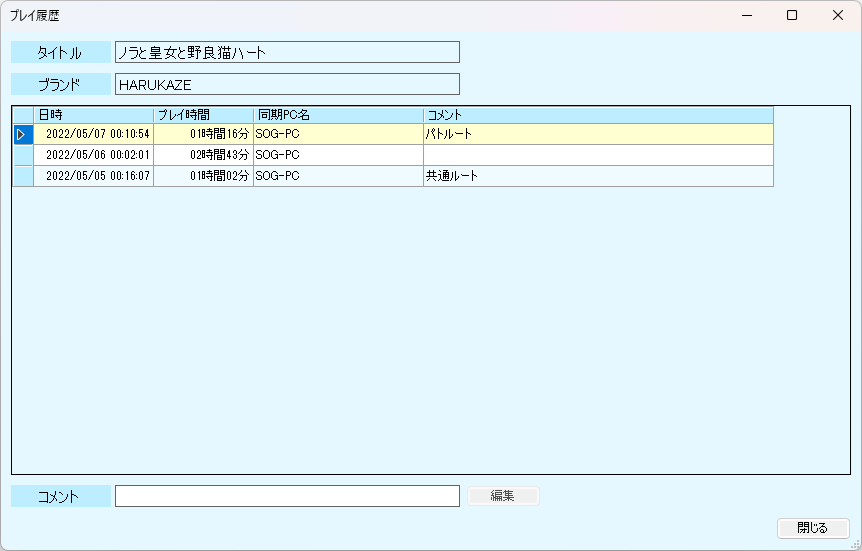 プレイ履歴
タイトル ノラと皇女と野良猫ハート
ブランド HARUKAZE
日時 プレイ時間 同期PC名 コメント
2022/05/07 00:10:54 01時間16分 SOG-PC パトルート
2022/05/06 00:02:01 02時間43分 SOG-PC
2022/05/05 00:16:07 01時間02分 SOG-PC 共通ルート
コメント 編集
閉じる